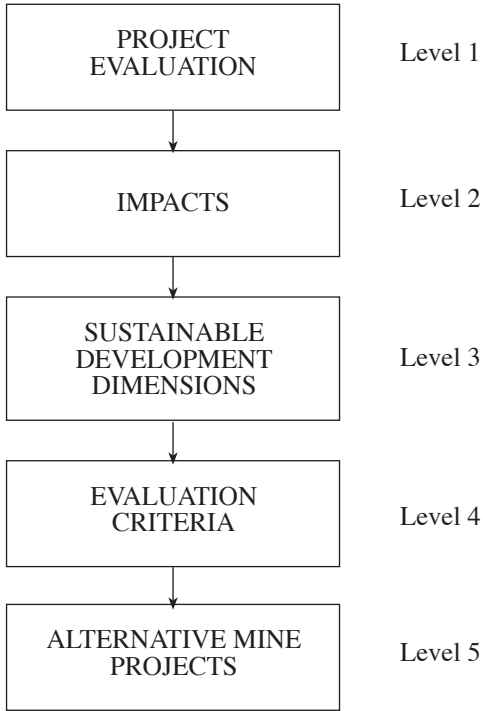 PROJECT
EVALUATION
Level 1
IMPACTS
Level 2
SUSTAINABLE
DEVELOPMENT
DIMENSIONS
Level 3
EVALUATION
CRITERIA
Level 4
ALTERNATIVE MINE
PROJECTS
Level 5